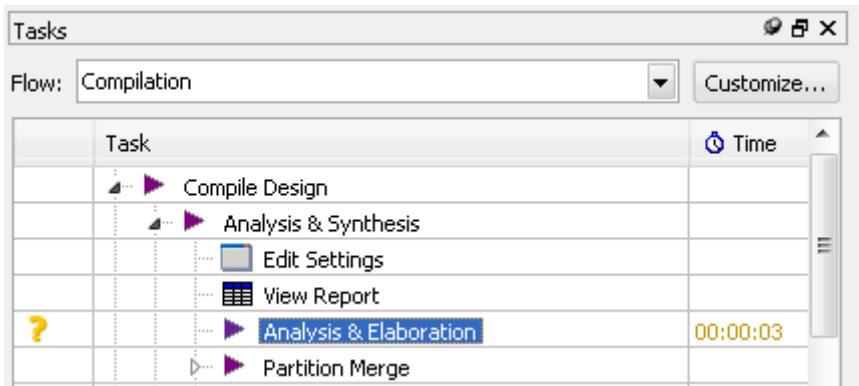 Tasks
Flow: Compilation Customize...
Task Time
Compile Design
Analysis & Synthesis
Edit Settings
View Report
? Analysis & Elaboration 00:00:03
Partition Merge